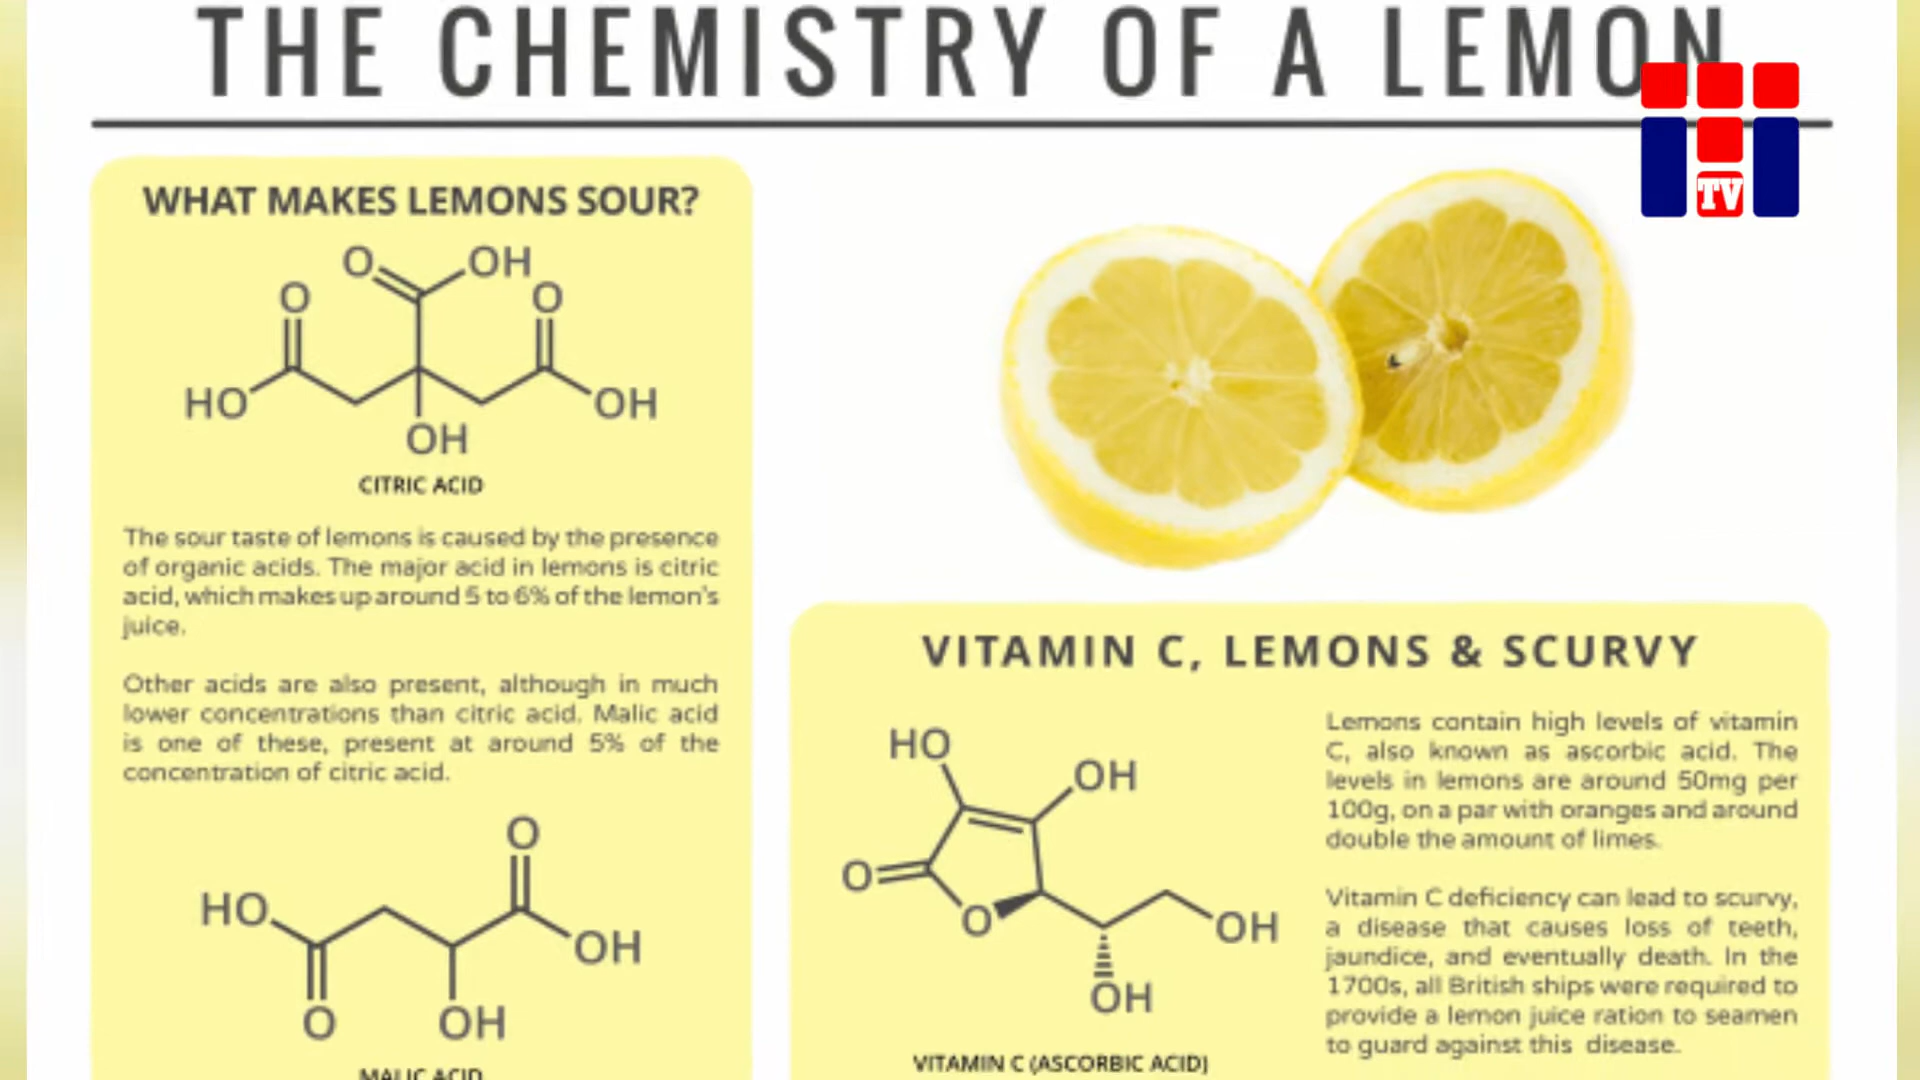 THE CHEMISTRY OF A LEMON
TV
WHAT MAKES LEMONS SOUR?
O
OH
O
O
HO
OH
OH
CITRIC ACID
The sour taste of lemons is caused by the presence
of organic acids. The major acid in lemons is citric
acid, which makes up around 5 to 6% of the lemon's
juice.
Other acids are also present, although in much
lower concentrations than citric acid. Malic acid
is one of these, present at around 5% of the
concentration of citric acid.
O
HO
OH
O
OH
MALIC ACID
VITAMIN C, LEMONS & SCURVY
HO
OH
O
O
OH
OH
VITAMIN C (ASCORBIC ACID)
Lemons contain high levels of vitamin
C, also known as ascorbic acid. The
levels in lemons are around 50mg per
100g, on a par with oranges and around
double the amount of limes.
Vitamin C deficiency can lead to scurvy,
a disease that causes loss of teeth,
jaundice, and eventually death. In the
1700s, all British ships were required to
provide a lemon juice ration to seamen
to guard against this disease.